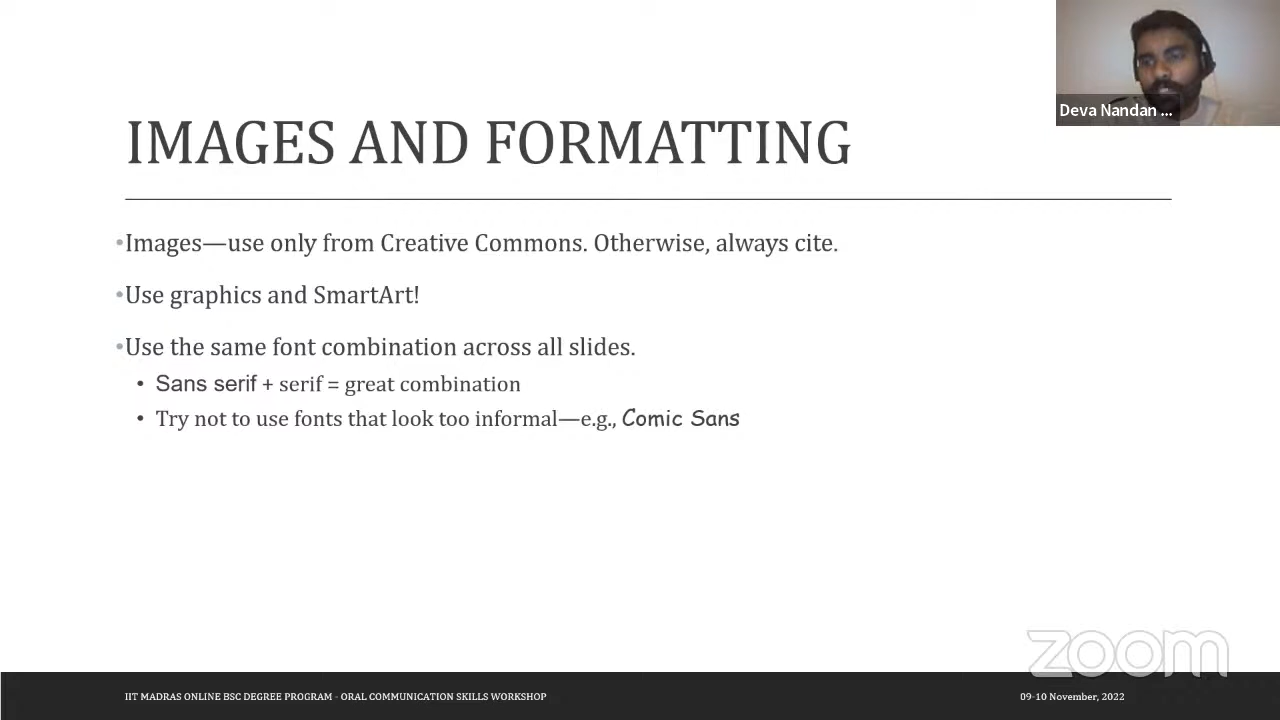 Deva Nandan ...
IMAGES AND FORMATTING
•Images—use only from Creative Commons. Otherwise, always cite.
•Use graphics and SmartArt!
•Use the same font combination across all slides.
• Sans serif + serif = great combination
• Try not to use fonts that look too informal—e.g., Comic Sans
zoom
IIT MADRAS ONLINE BSC DEGREE PROGRAM - ORAL COMMUNICATION SKILLS WORKSHOP
09-10 November, 2022